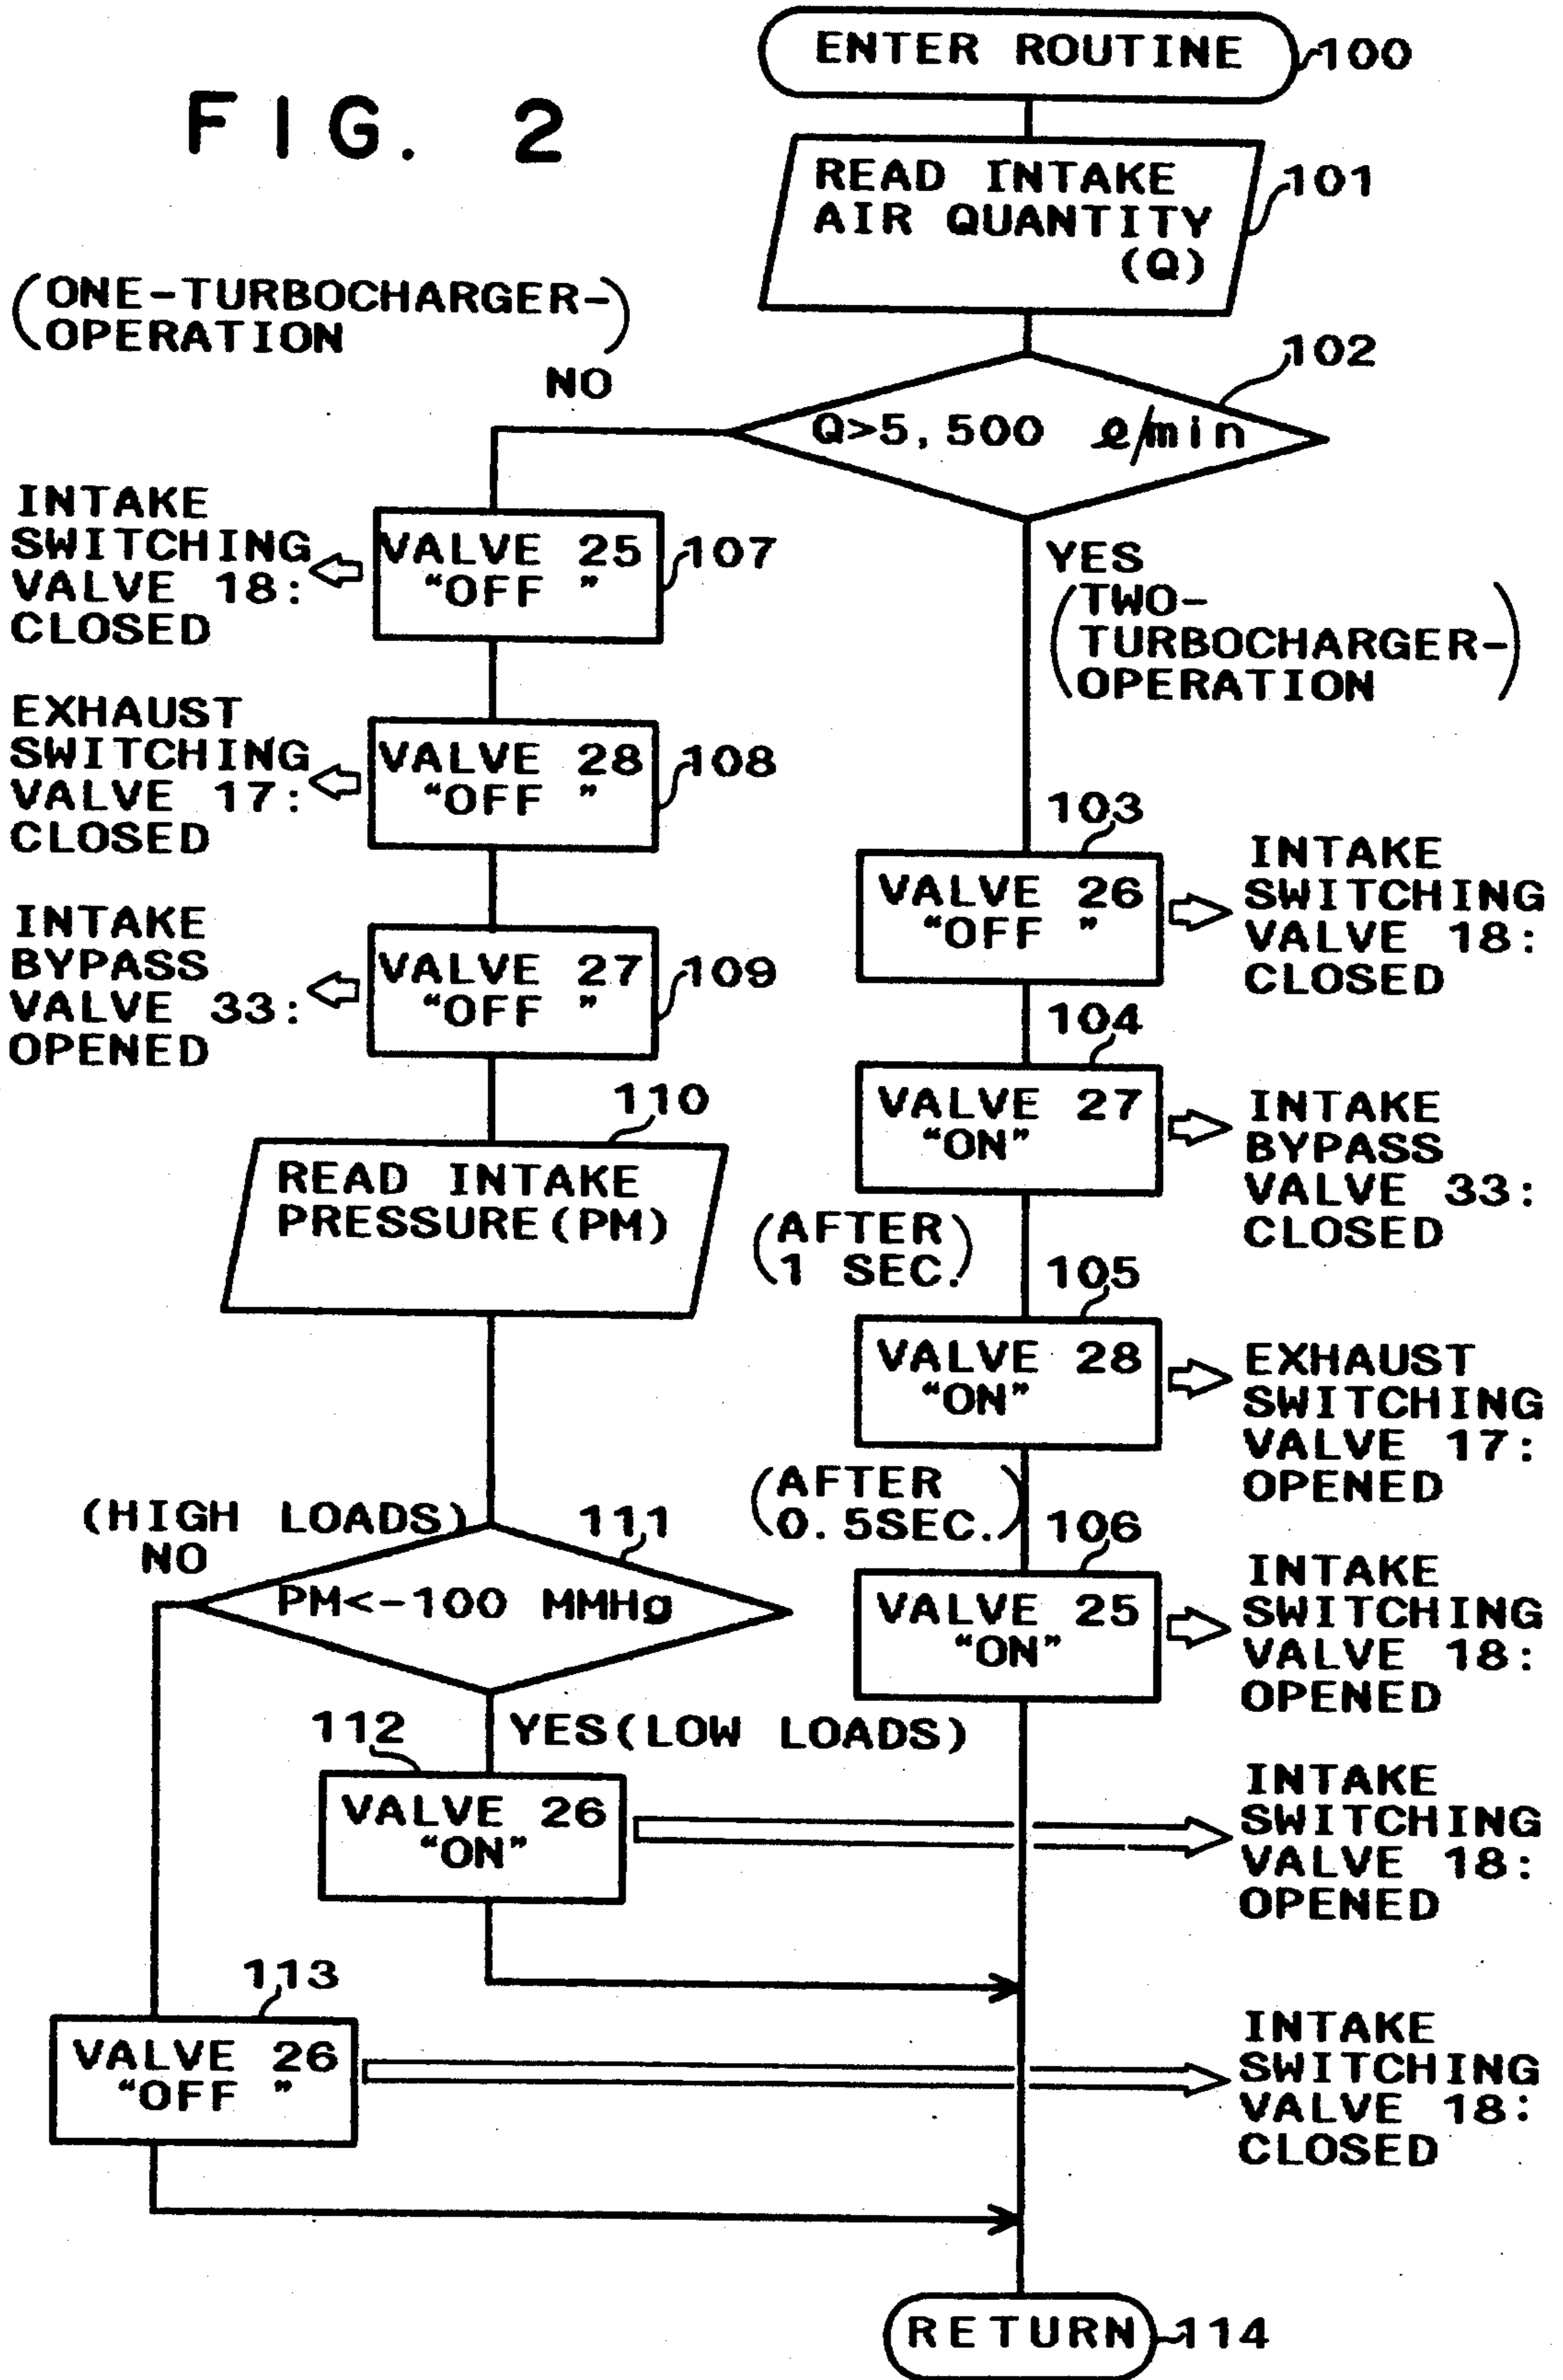 FIG. 2
ENTER ROUTINE
100
READ INTAKE
AIR QUANTITY
(Q)
101
(ONE-TURBOCHARGER-
OPERATION)
NO
102
Q>5,500 ℓ/min
INTAKE
SWITCHING
VALVE 18:
CLOSED
VALVE 25
“OFF ”
107
YES
(TWO-
TURBOCHARGER-
OPERATION)
EXHAUST
SWITCHING
VALVE 17:
CLOSED
VALVE 28
“OFF ”
108
103
VALVE 26
“OFF ”
INTAKE
SWITCHING
VALVE 18:
CLOSED
INTAKE
BYPASS
VALVE 33:
OPENED
VALVE 27
“OFF ”
109
104
VALVE 27
“ON”
INTAKE
BYPASS
VALVE 33:
CLOSED
110
READ INTAKE
PRESSURE(PM)
(AFTER
1 SEC.)
105
VALVE 28
“ON”
EXHAUST
SWITCHING
VALVE 17:
OPENED
(AFTER
0.5SEC.)
106
VALVE 25
“ON”
INTAKE
SWITCHING
VALVE 18:
OPENED
(HIGH LOADS)
NO
111
PM<-100 MMHg
YES(LOW LOADS)
112
VALVE 26
“ON”
INTAKE
SWITCHING
VALVE 18:
OPENED
113
VALVE 26
“OFF ”
INTAKE
SWITCHING
VALVE 18:
CLOSED
RETURN
114